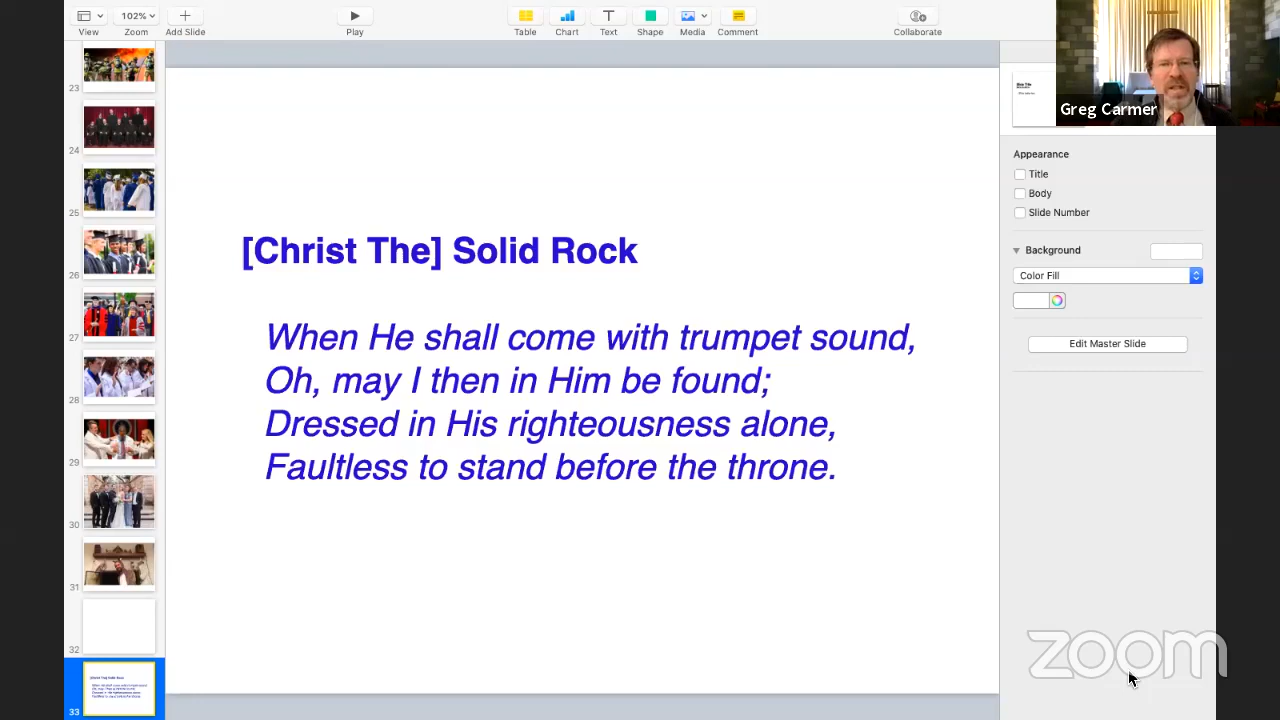 102%
View
Zoom
Add Slide
Play
Table
Chart
Text
Shape
Media
Comment
Collaborate
Greg Carmer
23
24
25
26
27
28
29
30
31
32
33
[Christ The] Solid Rock
When He shall come with trumpet sound,
Oh, may I then in Him be found;
Dressed in His righteousness alone,
Faultless to stand before the throne.
Appearance
Title
Body
Slide Number
Background
Color Fill
Edit Master Slide
zoom